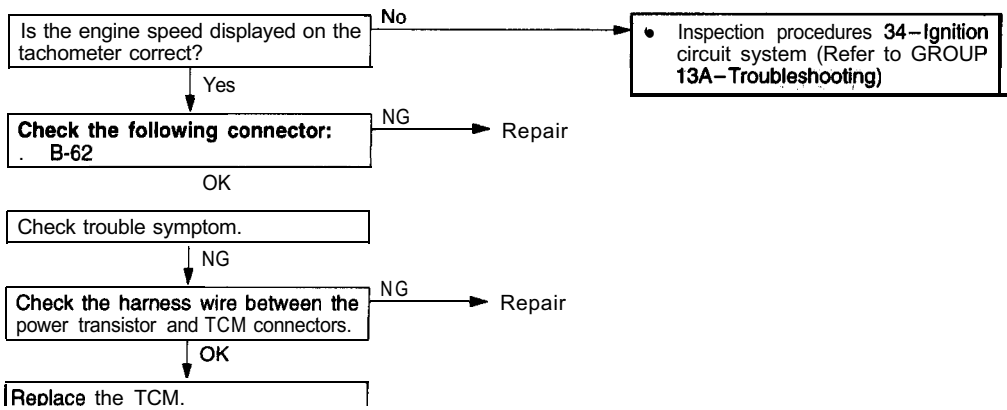 Is the engine speed displayed on the
tachometer correct?
No
• Inspection procedures 34–Ignition
circuit system (Refer to GROUP
13A–Troubleshooting)
Yes
Check the following connector:
. B-62
NG
Repair
OK
Check trouble symptom.
NG
Check the harness wire between the
power transistor and TCM connectors.
NG
Repair
OK
Replace the TCM.